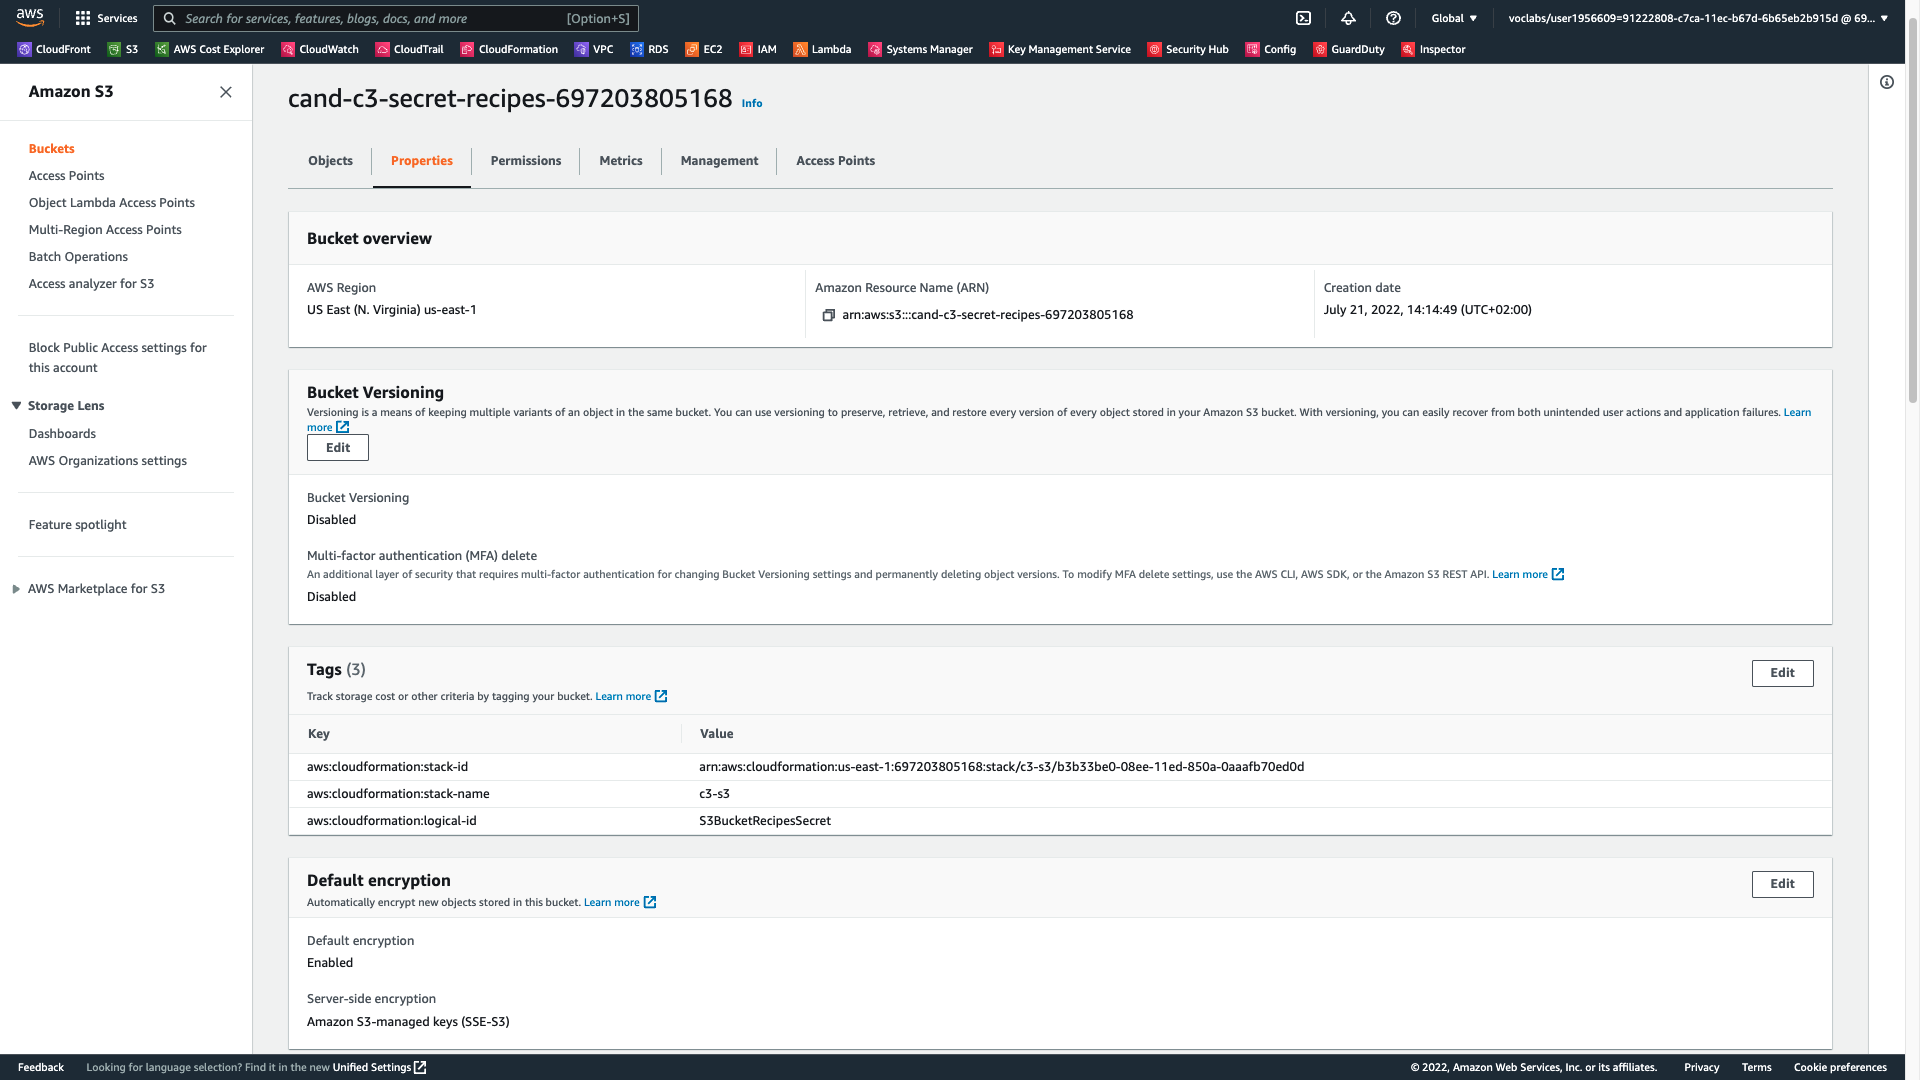 aws
Services
Search for services, features, blogs, docs, and more
[Option+S]
Global
voclabs/user1956609=91222808-c7ca-11ec-b67d-6b65eb2b915d @ 69...
CloudFront
S3
AWS Cost Explorer
CloudWatch
CloudTrail
CloudFormation
VPC
RDS
EC2
IAM
Lambda
Systems Manager
Key Management Service
Security Hub
Config
GuardDuty
Inspector
Amazon S3
Buckets
Access Points
Object Lambda Access Points
Multi-Region Access Points
Batch Operations
Access analyzer for S3
Block Public Access settings for
this account
Storage Lens
Dashboards
AWS Organizations settings
Feature spotlight
AWS Marketplace for S3
cand-c3-secret-recipes-697203805168 Info
Objects
Properties
Permissions
Metrics
Management
Access Points
Bucket overview
AWS Region
US East (N. Virginia) us-east-1
Amazon Resource Name (ARN)
arn:aws:s3:::cand-c3-secret-recipes-697203805168
Creation date
July 21, 2022, 14:14:49 (UTC+02:00)
Bucket Versioning
Versioning is a means of keeping multiple variants of an object in the same bucket. You can use versioning to preserve, retrieve, and restore every version of every object stored in your Amazon S3 bucket. With versioning, you can easily recover from both unintended user actions and application failures. Learn
more
Edit
Bucket Versioning
Disabled
Multi-factor authentication (MFA) delete
An additional layer of security that requires multi-factor authentication for changing Bucket Versioning settings and permanently deleting object versions. To modify MFA delete settings, use the AWS CLI, AWS SDK, or the Amazon S3 REST API. Learn more
Disabled
Tags (3)
Edit
Track storage cost or other criteria by tagging your bucket. Learn more
Key
Value
aws:cloudformation:stack-id
arn:aws:cloudformation:us-east-1:697203805168:stack/c3-s3/b3b33be0-08ee-11ed-850a-0aaafb70ed0d
aws:cloudformation:stack-name
c3-s3
aws:cloudformation:logical-id
S3BucketRecipesSecret
Default encryption
Edit
Automatically encrypt new objects stored in this bucket. Learn more
Default encryption
Enabled
Server-side encryption
Amazon S3-managed keys (SSE-S3)
Feedback
Looking for language selection? Find it in the new Unified Settings
© 2022, Amazon Web Services, Inc. or its affiliates.
Privacy
Terms
Cookie preferences